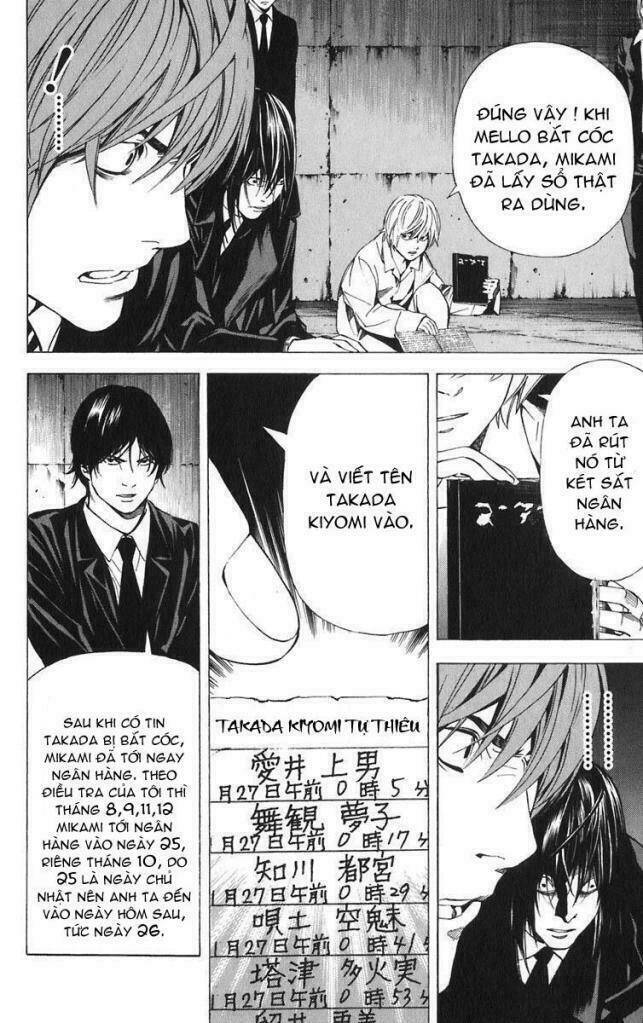 !
ĐÚNG VẬY ! KHI
MELLO BẮT CÓC
TAKADA, MIKAMI
ĐÃ LẤY SỔ THẬT
RA DÙNG.
ANH TA
ĐÃ RÚT
NÓ TỪ
KÉT SẮT
NGÂN
HÀNG.
VÀ VIẾT TÊN
TAKADA
KIYOMI VÀO.
TAKADA KIYOMI TỰ THIÊU
愛井 上男
1月27日午前 0時 5分
舞観 夢子
1月27日午前 0時17分
知川 都宮
1月27日午前 0時29分
唄土 空魅
1月27日午前 0時41分
塔津 多火実
1月27日午前 0時53分
SAU KHI CÓ TIN
TAKADA BỊ BẮT CÓC,
MIKAMI ĐÃ TỚI NGAY
NGÂN HÀNG. THEO
ĐIỀU TRA CỦA TÔI THÌ
THÁNG 8,9,11,12
MIKAMI TỚI NGÂN
HÀNG VÀO NGÀY 25,
RIÊNG THÁNG 10, DO
25 LÀ NGÀY CHỦ
NHẬT NÊN ANH TA ĐẾN
VÀO NGÀY HÔM SAU,
TỨC NGÀY 26.